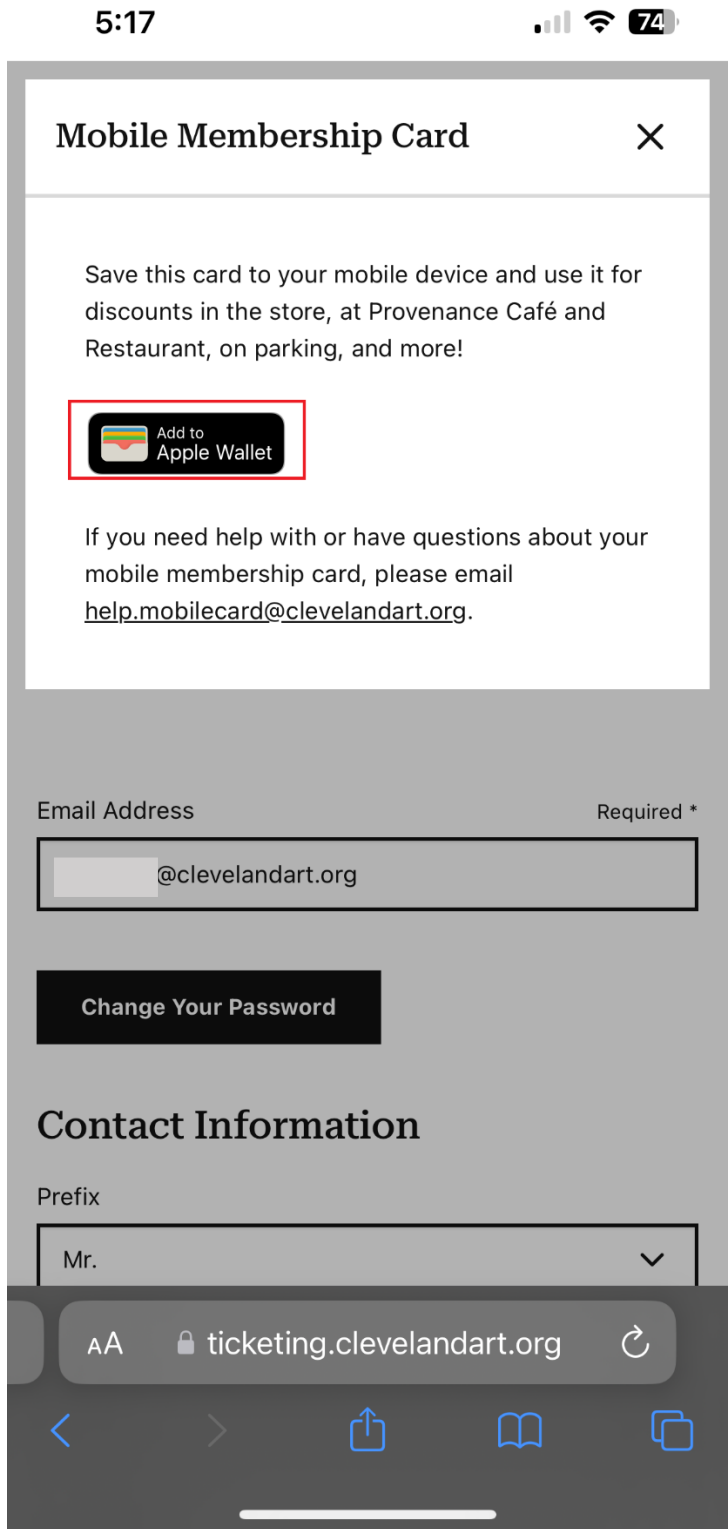 5:17
74
Mobile Membership Card
Save this card to your mobile device and use it for
discounts in the store, at Provenance Café and
Restaurant, on parking, and more!
Add to
Apple Wallet
If you need help with or have questions about your
mobile membership card, please email
help.mobilecard@clevelandart.org.
Email Address Required *
@clevelandart.org
Change Your Password
Contact Information
Prefix
Mr.
AA ticketing.clevelandart.org